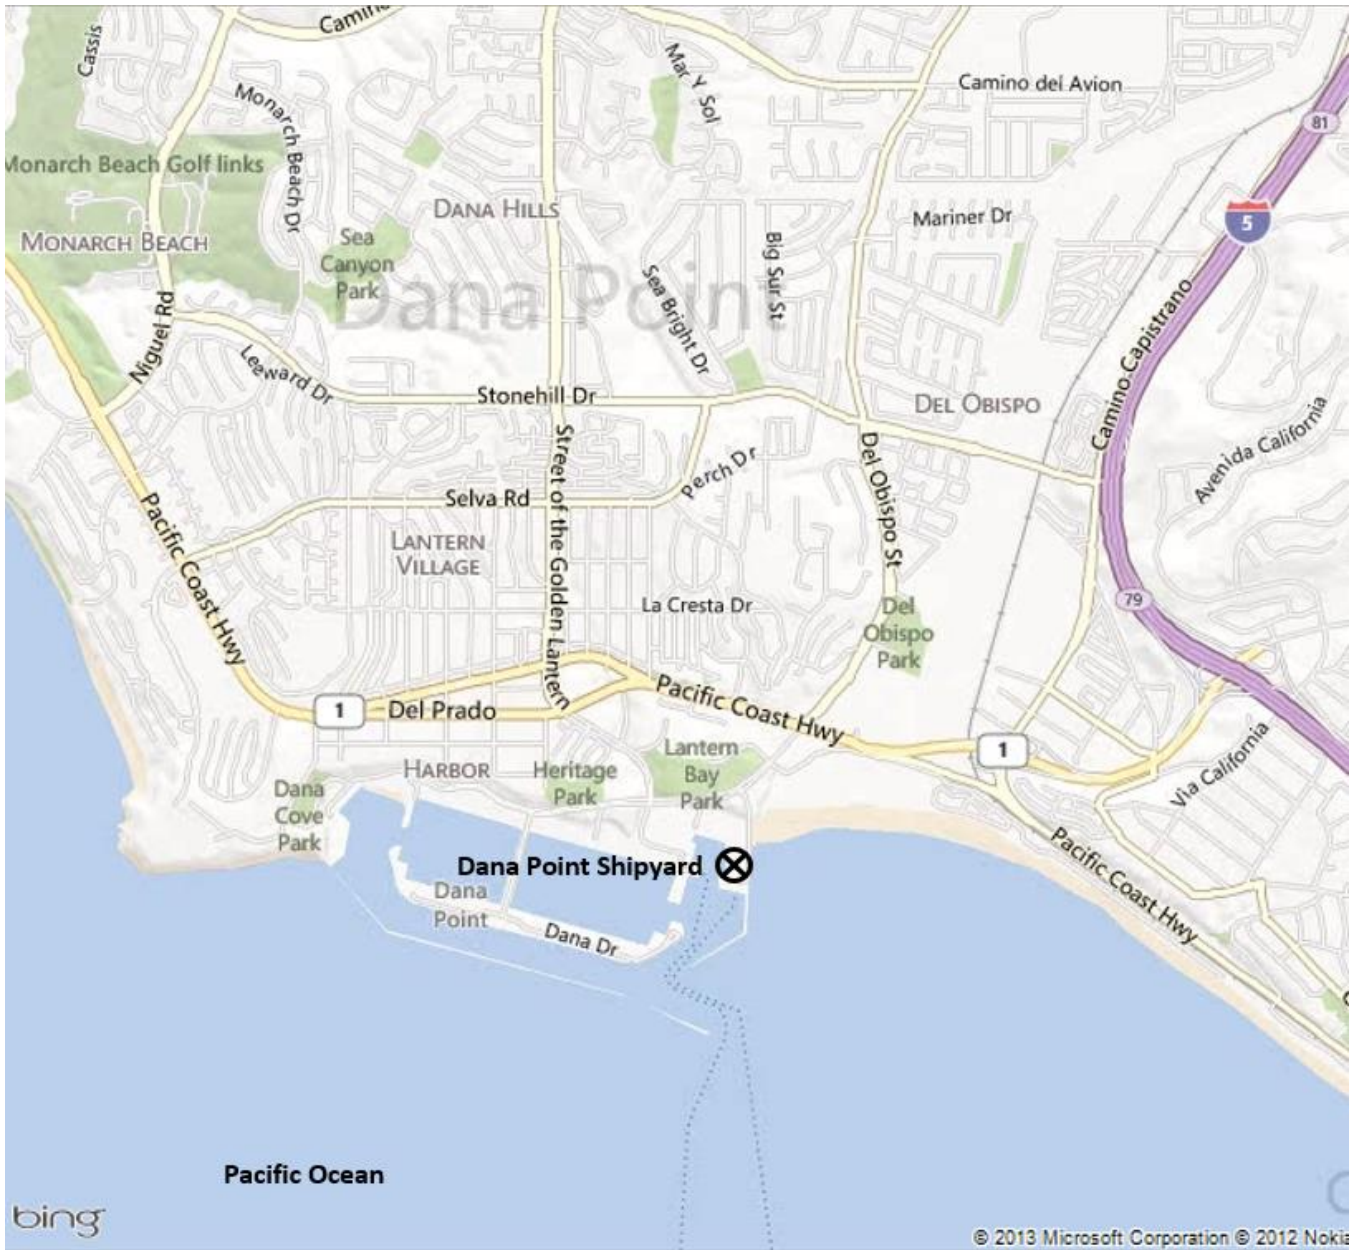 Camino
Cassis
Mar Y Sol
Camino del Avion
81
Monarch Beach Dr
Monarch Beach Golf links
DANA HILLS
Mariner Dr
5
MONARCH BEACH
Sea
Canyon
Park
Big Sur St
Dana Point
Sea Bright Dr
Niguel Rd
Camino Capistrano
Leeward Dr
Stonehill Dr
DEL OBISPO
Avenida California
Street of the Golden Lantern
Perch Dr
Del Obispo St
Selva Rd
Pacific Coast Hwy
LANTERN
VILLAGE
La Cresta Dr
79
Del
Obispo
Park
Pacific Coast Hwy
1
Del Prado
1
Lantern
Bay
Park
Via California
HARBOR
Heritage
Park
Dana
Cove
Park
Dana Point Shipyard
Pacific Coast Hwy
Dana
Point
Dana Dr
Pacific Ocean
bing
© 2013 Microsoft Corporation © 2012 Nokia